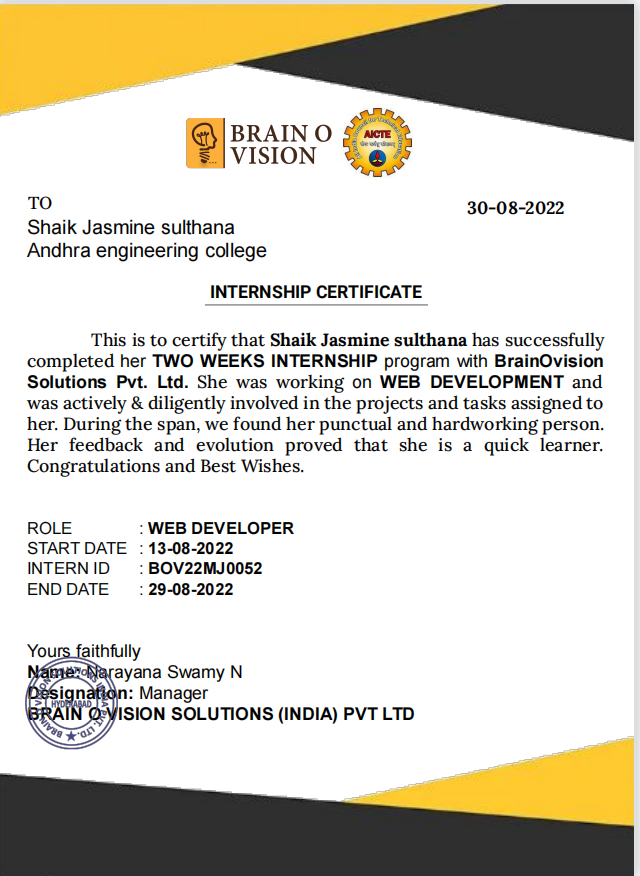 BRAIN O
VISION
AICTE
TO
30-08-2022
Shaik Jasmine sulthana
Andhra engineering college
INTERNSHIP CERTIFICATE
This is to certify that Shaik Jasmine sulthana has successfully
completed her TWO WEEKS INTERNSHIP program with BrainOvision
Solutions Pvt. Ltd. She was working on WEB DEVELOPMENT and
was actively & diligently involved in the projects and tasks assigned to
her. During the span, we found her punctual and hardworking person.
Her feedback and evolution proved that she is a quick learner.
Congratulations and Best Wishes.
ROLE : WEB DEVELOPER
START DATE : 13-08-2022
INTERN ID : BOV22MJ0052
END DATE : 29-08-2022
Yours faithfully
Name: Narayana Swamy N
Designation: Manager
BRAIN O VISION SOLUTIONS (INDIA) PVT LTD
HYDERABAD